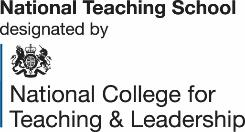 National Teaching School
designated by
National College for
Teaching & Leadership